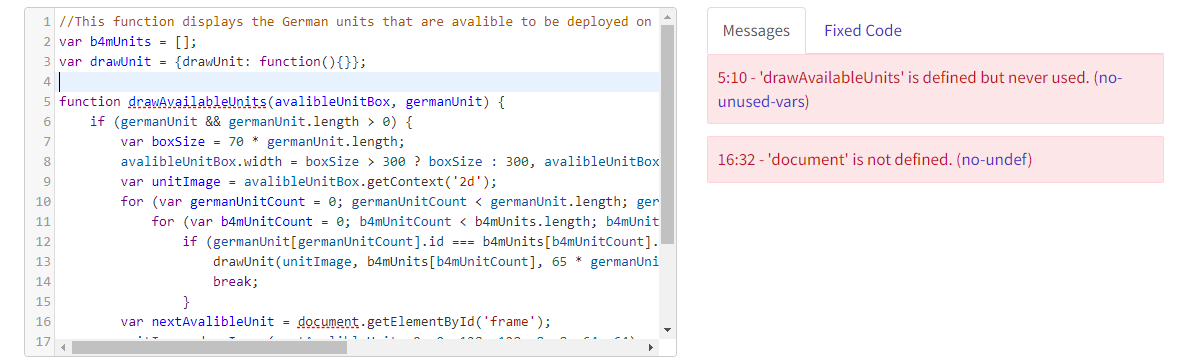 1 //This function displays the German units that are avalible to be deployed on
2 var b4mUnits = [];
3 var drawUnit = {drawUnit: function(){}};
4
5 function drawAvailableUnits(avalibleUnitBox, germanUnit) {
6 if (germanUnit && germanUnit.length > 0) {
7 var boxSize = 70 * germanUnit.length;
8 avalibleUnitBox.width = boxSize > 300 ? boxSize : 300, avalibleUnitBox
9 var unitImage = avalibleUnitBox.getContext('2d');
10 for (var germanUnitCount = 0; germanUnitCount < germanUnit.length; ger
11 for (var b4mUnitCount = 0; b4mUnitCount < b4mUnits.length; b4mUnit
12 if (germanUnit[germanUnitCount].id === b4mUnits[b4mUnitCount].
13 drawUnit(unitImage, b4mUnits[b4mUnitCount], 65 * germanUni
14 break;
15 }
16 var nextAvalibleUnit = document.getElementById('frame');
17
Messages Fixed Code
5:10 - 'drawAvailableUnits' is defined but never used. (no-
unused-vars)
16:32 - 'document' is not defined. (no-undef)